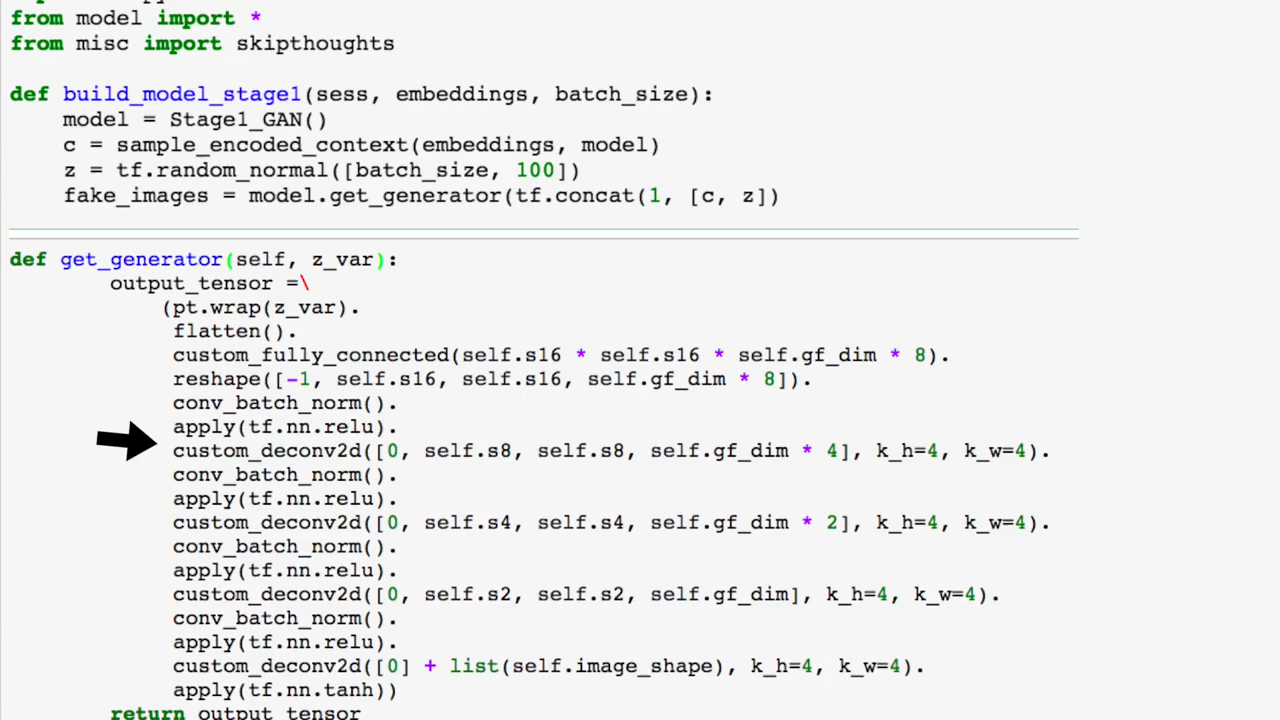 from model import *
from misc import skipthoughts
def build_model_stage1(sess, embeddings, batch_size):
model = Stage1_GAN()
c = sample_encoded_context(embeddings, model)
z = tf.random_normal([batch_size, 100])
fake_images = model.get_generator(tf.concat(1, [c, z])
def get_generator(self, z_var):
output_tensor =\
(pt.wrap(z_var).
flatten().
custom_fully_connected(self.s16 * self.s16 * self.gf_dim * 8).
reshape([-1, self.s16, self.s16, self.gf_dim * 8]).
conv_batch_norm().
apply(tf.nn.relu).
custom_deconv2d([0, self.s8, self.s8, self.gf_dim * 4], k_h=4, k_w=4).
conv_batch_norm().
apply(tf.nn.relu).
custom_deconv2d([0, self.s4, self.s4, self.gf_dim * 2], k_h=4, k_w=4).
conv_batch_norm().
apply(tf.nn.relu).
custom_deconv2d([0, self.s2, self.s2, self.gf_dim], k_h=4, k_w=4).
conv_batch_norm().
apply(tf.nn.relu).
custom_deconv2d([0] + list(self.image_shape), k_h=4, k_w=4).
apply(tf.nn.tanh))
return output_tensor